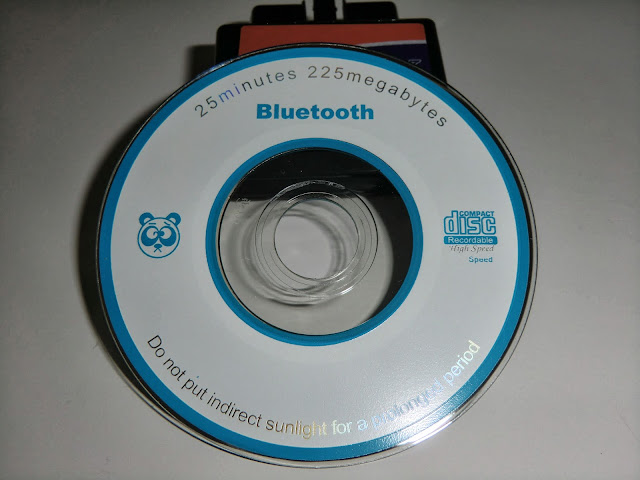 25minutes 225megabytes
Bluetooth
COMPACT
disc
Recordable
High Speed
Speed
Do not put indirect sunlight for a prolonged period